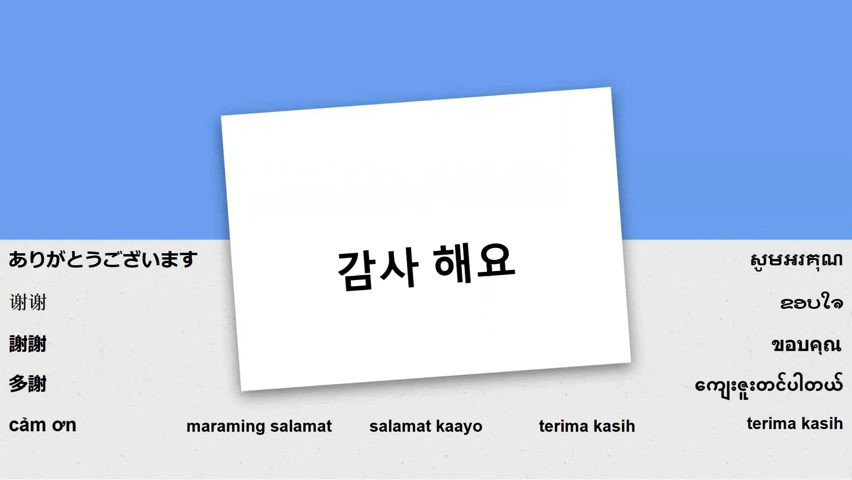 감사 해요
ありがとうございます
谢谢
謝謝
多謝
cảm ơn
maraming salamat
salamat kaayo
terima kasih
សូមអរគុណ
ຂອບໃຈ
ขอบคุณ
ကျေးဇူးတင်ပါတယ်
terima kasih